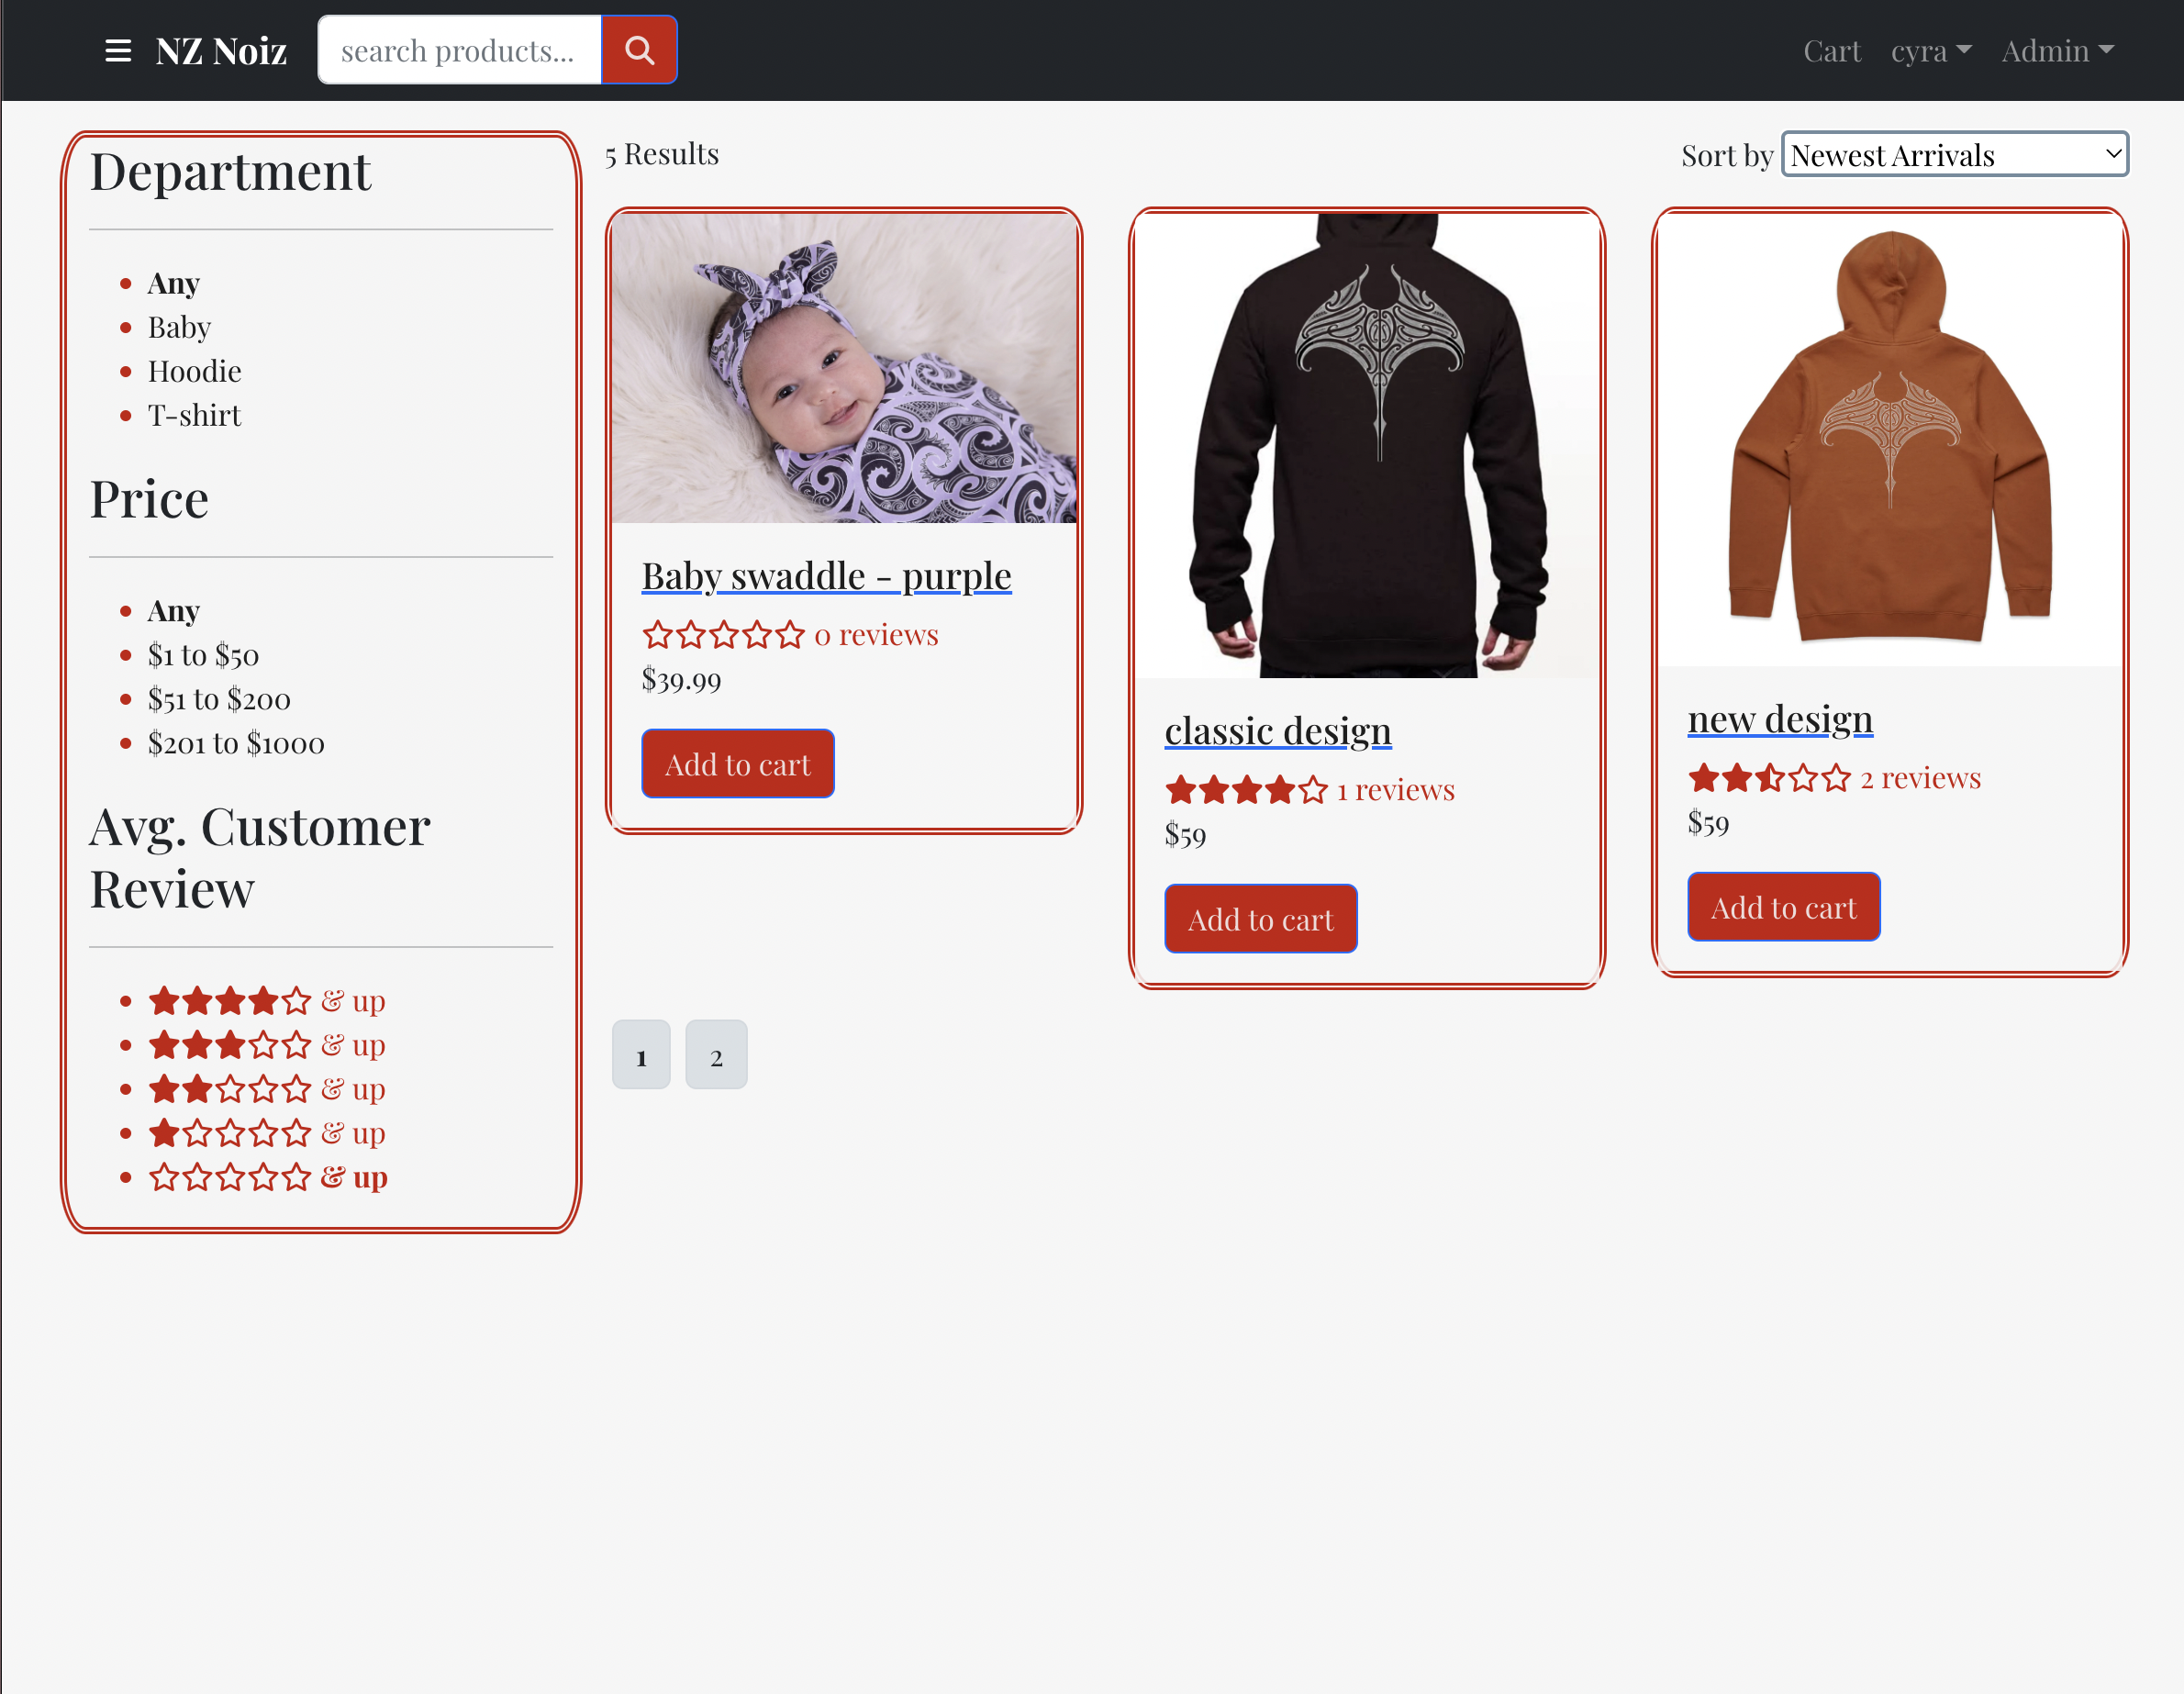 NZ Noiz
search products...
Cart
cyra
Admin
Department
Any
Baby
Hoodie
T-shirt
Price
Any
$1 to $50
$51 to $200
$201 to $1000
Avg. Customer
Review
& up
& up
& up
& up
& up
5 Results
Sort by Newest Arrivals
Baby swaddle - purple
0 reviews
$39.99
Add to cart
classic design
1 reviews
$59
Add to cart
new design
2 reviews
$59
Add to cart
1
2